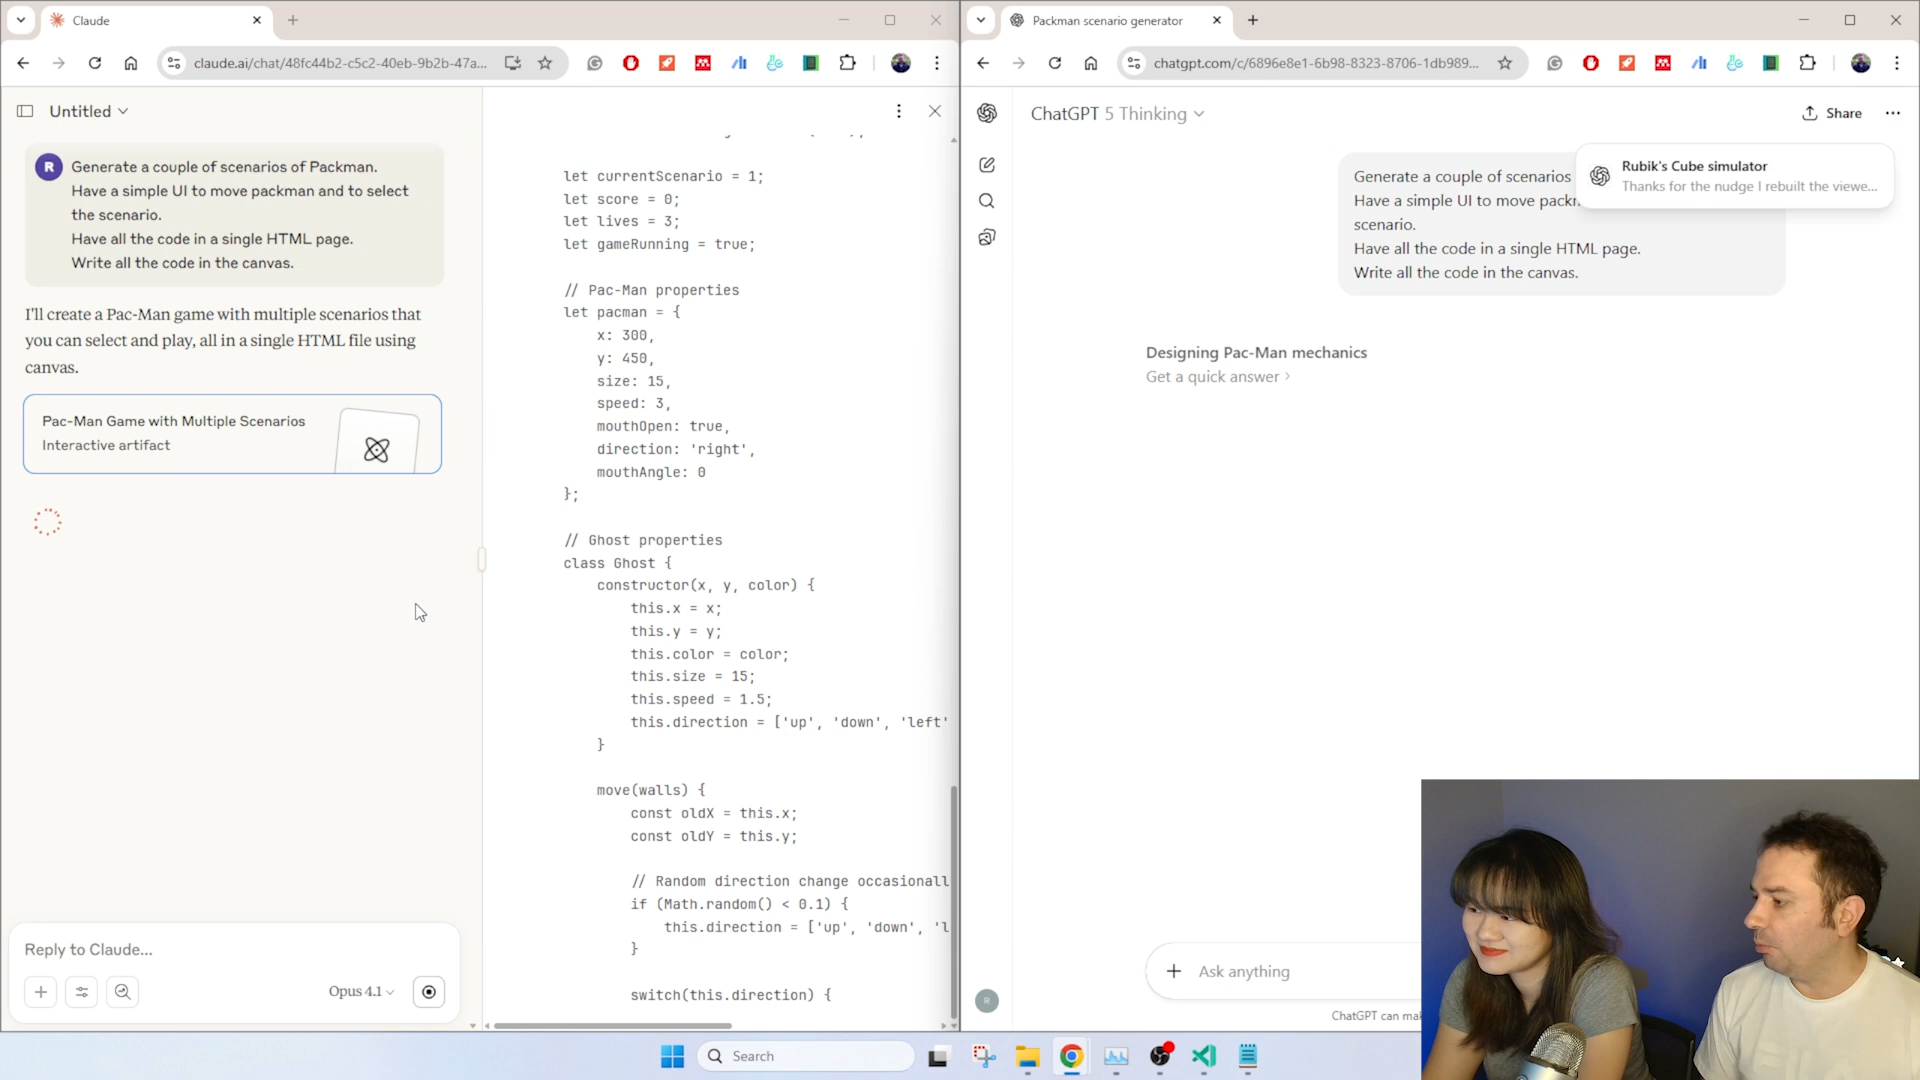 Claude
claude.ai/chat/48fc44b2-c5c2-40eb-9b2b-47a...
Untitled
R
Generate a couple of scenarios of Packman.
Have a simple UI to move packman and to select
the scenario.
Have all the code in a single HTML page.
Write all the code in the canvas.
I'll create a Pac-Man game with multiple scenarios that
you can select and play, all in a single HTML file using
canvas.
Pac-Man Game with Multiple Scenarios
Interactive artifact
Reply to Claude...
Opus 4.1
let currentScenario = 1;
let score = 0;
let lives = 3;
let gameRunning = true;
// Pac-Man properties
let pacman = {
x: 300,
y: 450,
size: 15,
speed: 3,
mouthOpen: true,
direction: 'right',
mouthAngle: 0
};
// Ghost properties
class Ghost {
constructor(x, y, color) {
this.x = x;
this.y = y;
this.color = color;
this.size = 15;
this.speed = 1.5;
this.direction = ['up', 'down', 'left'
}
move(walls) {
const oldX = this.x;
const oldY = this.y;
// Random direction change occasionall
if (Math.random() < 0.1) {
this.direction = ['up', 'down', 'l
}
switch(this.direction) {
Packman scenario generator
chatgpt.com/c/6896e8e1-6b98-8323-8706-1db989...
ChatGPT 5 Thinking
Share
Rubik's Cube simulator
Thanks for the nudge I rebuilt the viewe...
Generate a couple of scenarios
Have a simple UI to move packm
scenario.
Have all the code in a single HTML page.
Write all the code in the canvas.
Designing Pac-Man mechanics
Get a quick answer
Ask anything
R
ChatGPT can mak
Search